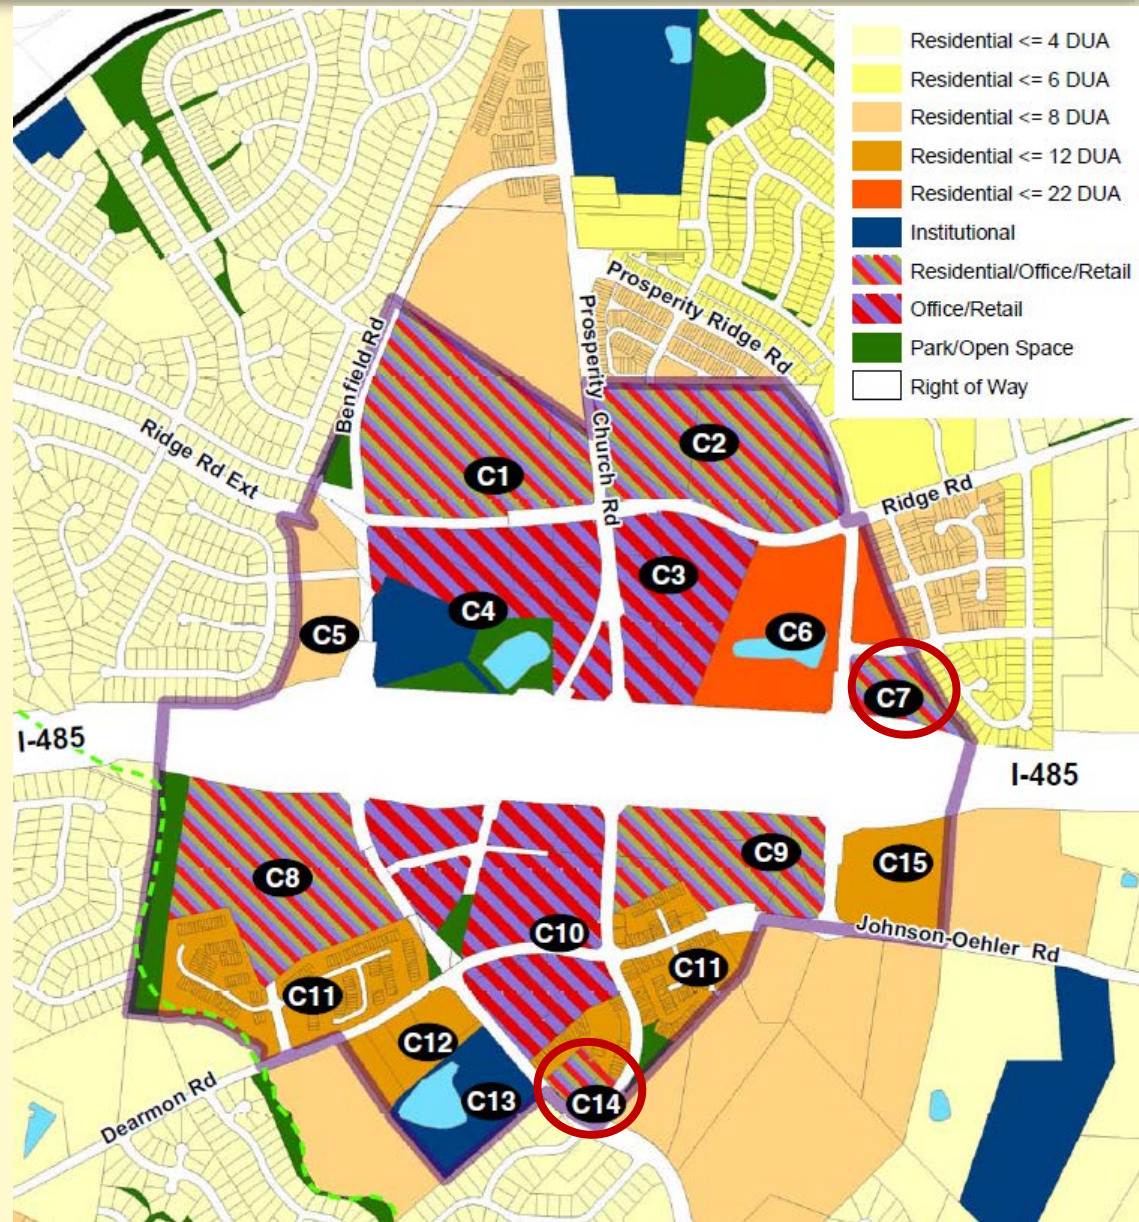 Residential <= 4 DUA
Residential <= 6 DUA
Residential <= 8 DUA
Residential <= 12 DUA
Residential <= 22 DUA
Institutional
Residential/Office/Retail
Office/Retail
Park/Open Space
Right of Way
Prosperity Ridge Rd
Benfield Rd
Prosperity Church Rd
Ridge Rd Ext
C2
C1
Ridge Rd
C3
C4
C5
C6
C7
I-485
I-485
C8
C9
C15
C10
Johnson-Oehler Rd
C11
C11
C12
C13
C14
Dearmon Rd